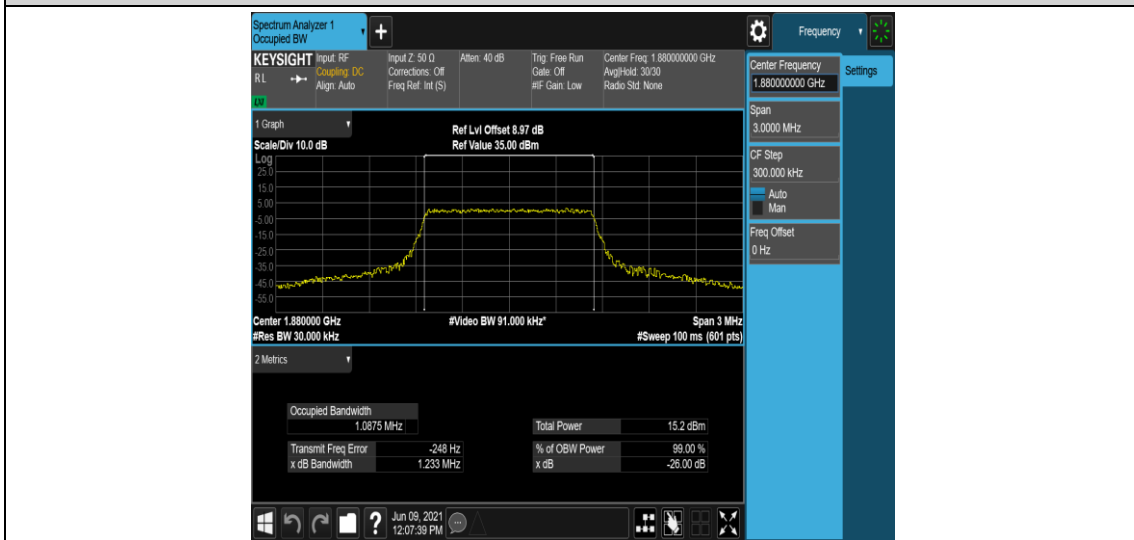 Spectrum Analyzer 1
Occupied BW
+
Frequency
KEYSIGHT
RL
LXI
Input: RF
Coupling: DC
Align: Auto
Input Z: 50 Ω
Corrections: Off
Freq Ref: Int (S)
Atten: 40 dB
Trig: Free Run
Gate: Off
#IF Gain: Low
Center Freq: 1.880000000 GHz
Avg|Hold: 30/30
Radio Std: None
Center Frequency
1.880000000 GHz
Settings
Span
3.0000 MHz
CF Step
300.000 kHz
Auto
Man
Freq Offset
0 Hz
1 Graph
Scale/Div 10.0 dB
Ref Lvl Offset 8.97 dB
Ref Value 35.00 dBm
Log
25.0
15.0
5.00
-5.00
-15.0
-25.0
-35.0
-45.0
-55.0
Center 1.880000 GHz
#Res BW 30.000 kHz
#Video BW 91.000 kHz*
Span 3 MHz
#Sweep 100 ms (601 pts)
2 Metrics
Occupied Bandwidth
1.0875 MHz
Transmit Freq Error -248 Hz
x dB Bandwidth 1.233 MHz
Total Power 15.2 dBm
% of OBW Power 99.00 %
x dB -26.00 dB
?
Jun 09, 2021
12:07:39 PM